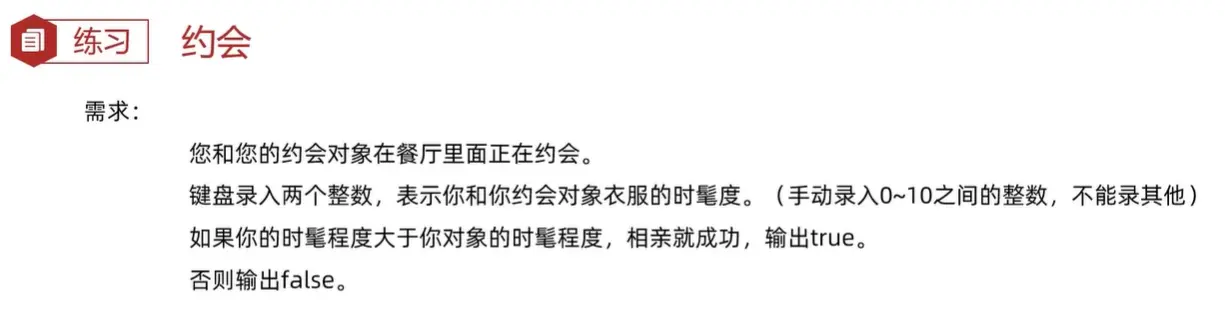 练习 约会
需求：
您和您的约会对象在餐厅里面正在约会。
键盘录入两个整数，表示你和你约会对象衣服的时髦度。（手动录入0~10之间的整数，不能录其他）
如果你的时髦程度大于你对象的时髦程度，相亲就成功，输出true。
否则输出false。